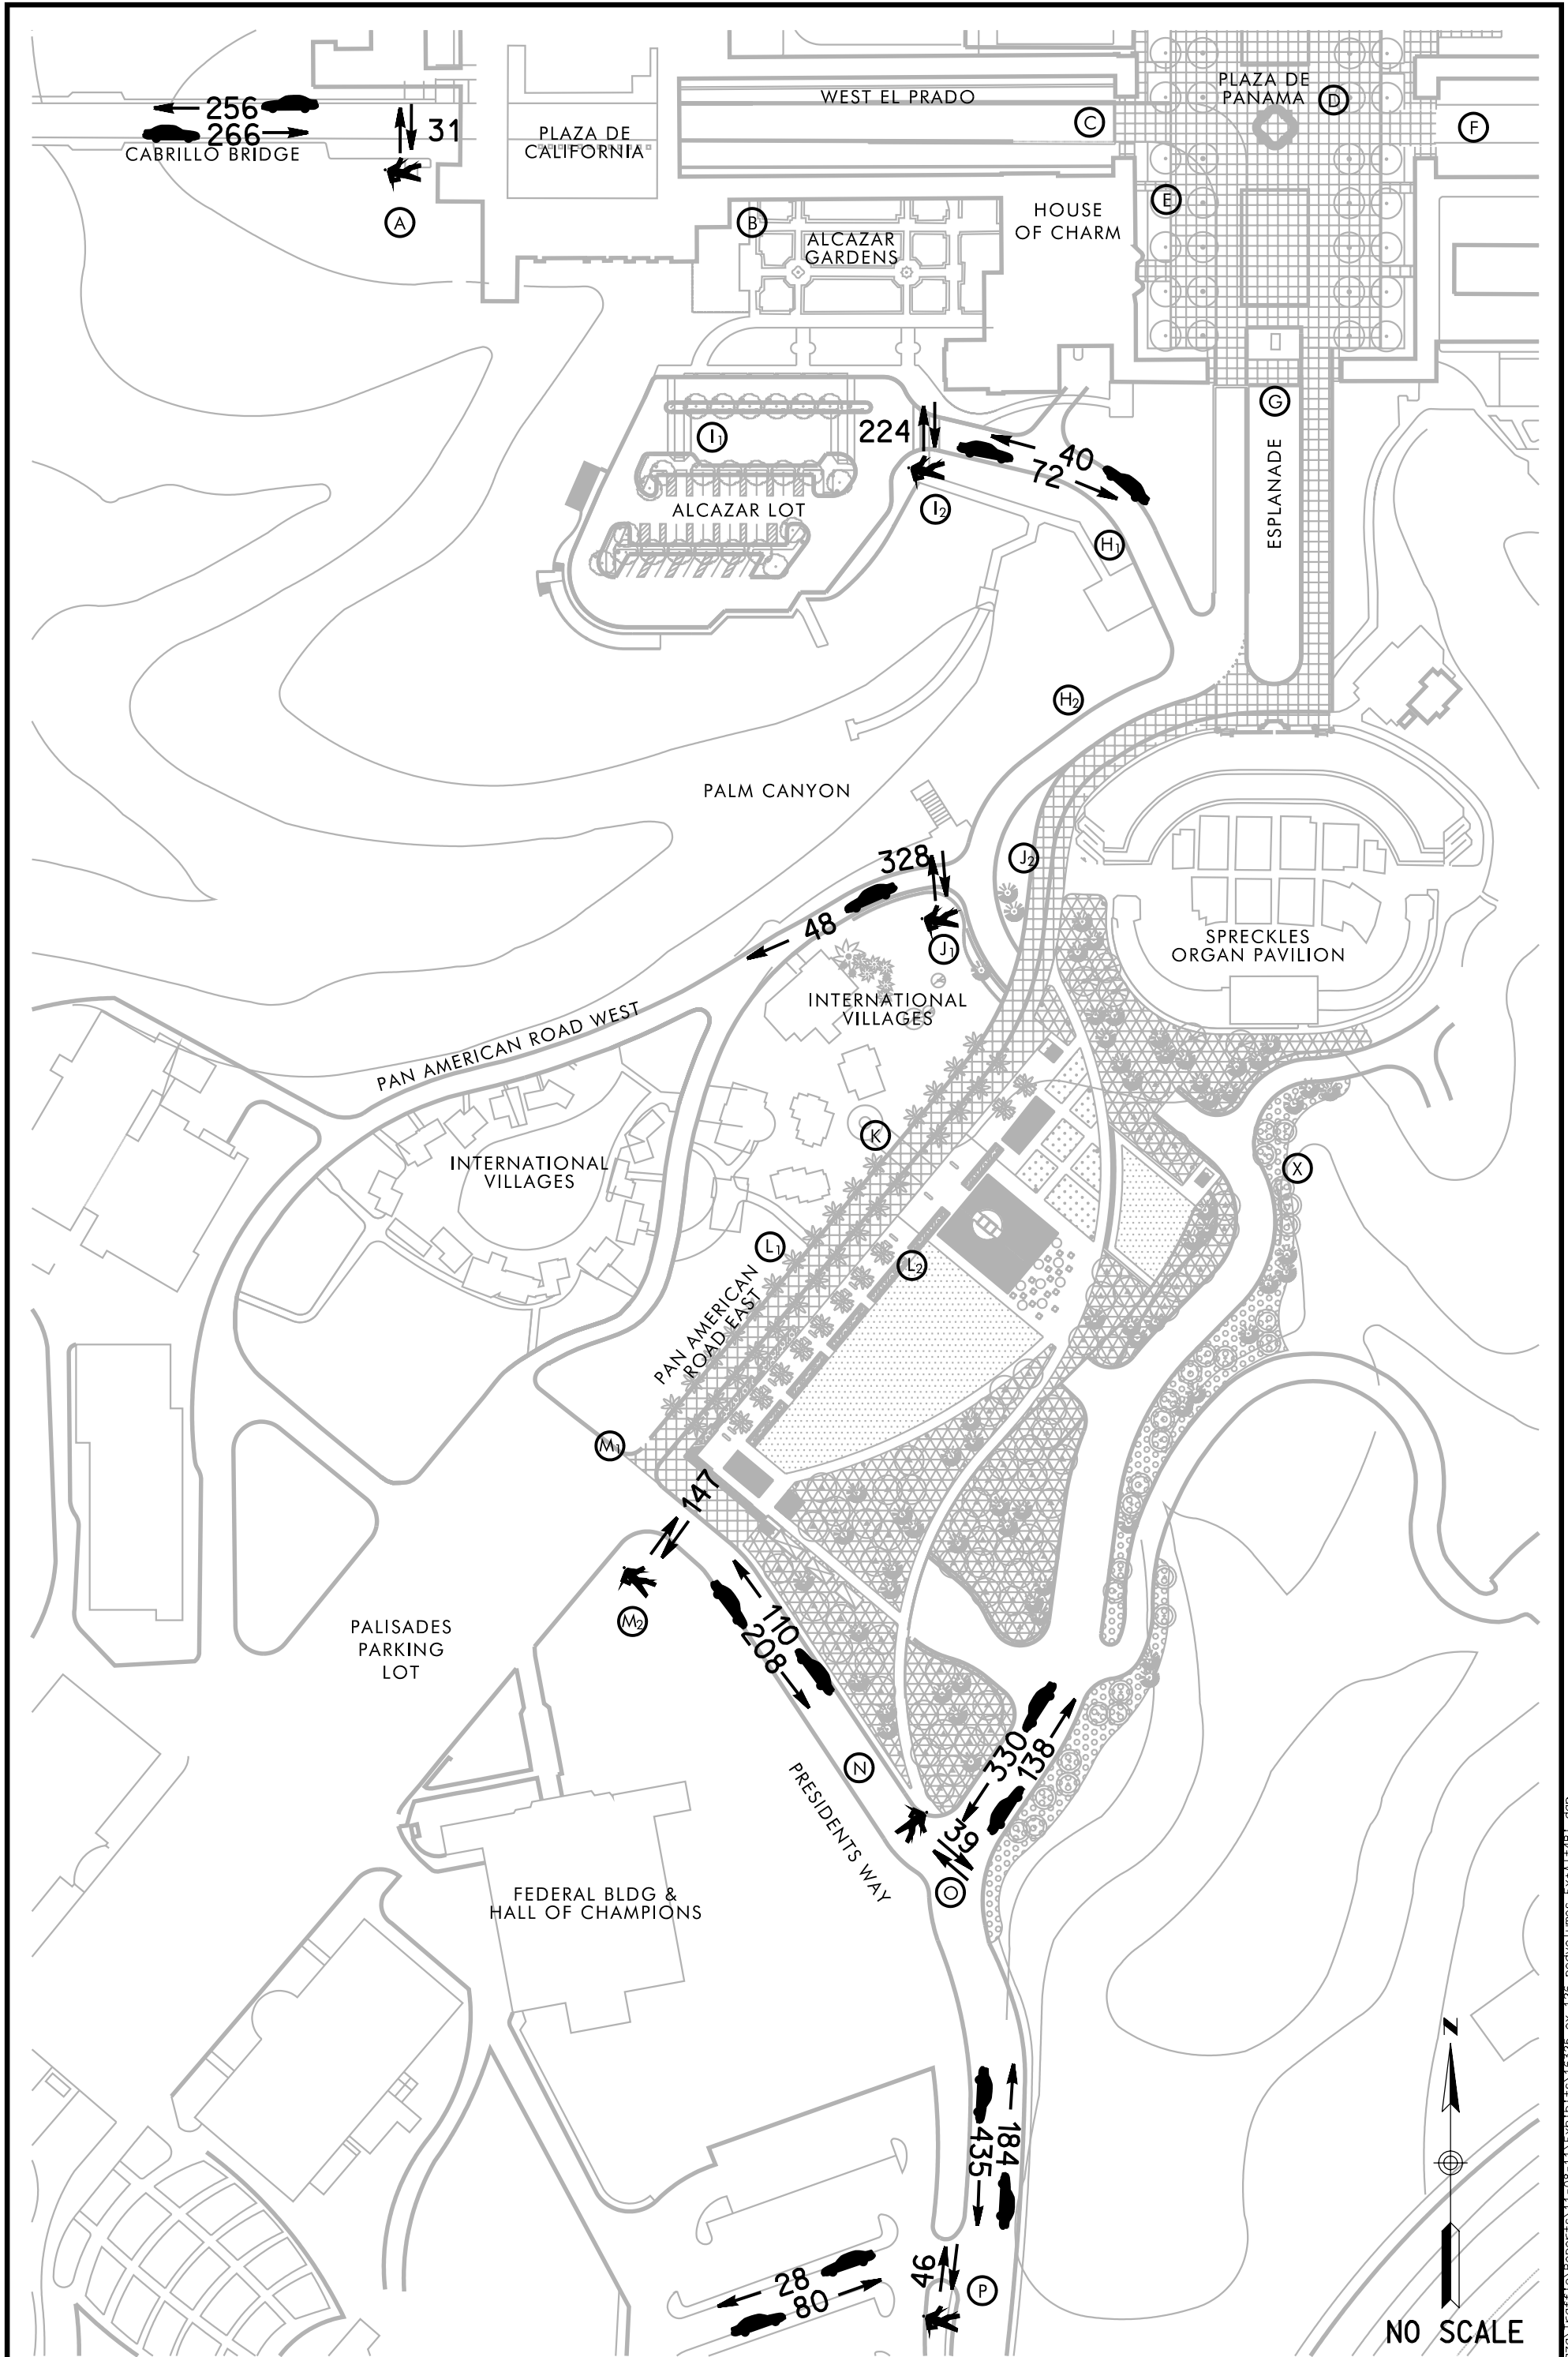 PLAZA DE
PANAMA
D
WEST EL PRADO
256
266
31
CABRILLO BRIDGE
PLAZA DE
CALIFORNIA
C
F
A
B
E
HOUSE
OF CHARM
ALCAZAR
GARDENS
G
I1
224
40
72
ESPLANADE
ALCAZAR LOT
I2
H1
H2
PALM CANYON
328
J2
48
J1
SPRECKLES
ORGAN PAVILION
INTERNATIONAL
VILLAGES
PAN AMERICAN ROAD WEST
K
INTERNATIONAL
VILLAGES
X
L1
L2
PAN AMERICAN
ROAD EAST
M1
147
M2
110
208
PALISADES
PARKING
LOT
330
138
N
PRESIDENTS WAY
139
O
FEDERAL BLDG &
HALL OF CHAMPIONS
N
184
435
46
P
28
80
NO SCALE